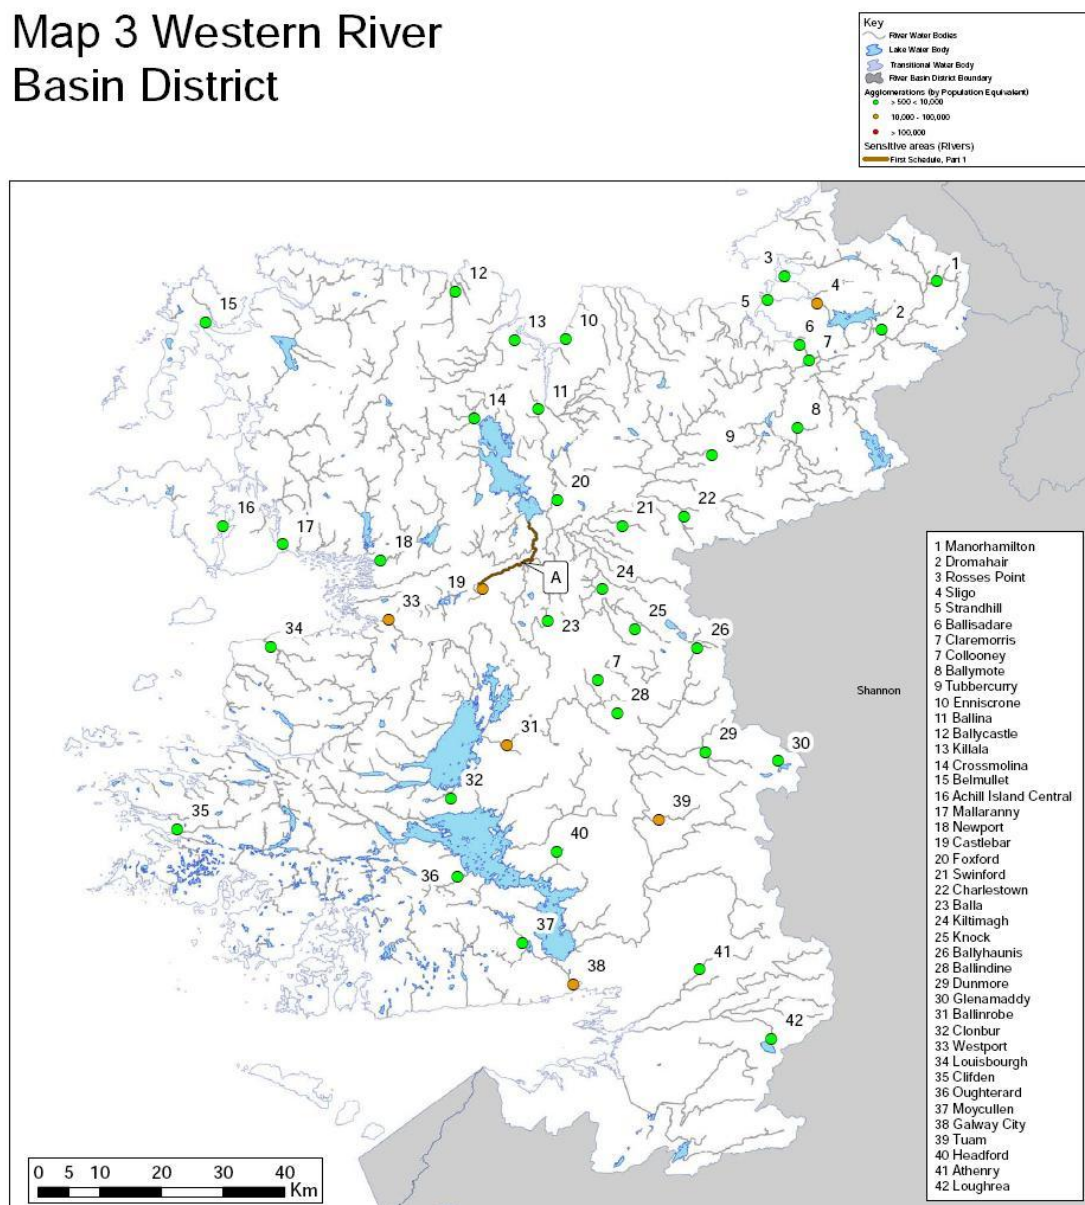 Map 3 Western River
Basin District
Key
River Water Bodies
Lake Water Body
Transitional Water Body
River Basin District Boundary
Agglomerations (by Population Equivalent)
> 500 < 10,000
10,000 - 100,000
> 100,000
Sensitive areas (Rivers)
First Schedule, Part 1
1
3
4
12
15
5
2
13
10
6
7
11
14
8
9
20
16
21
22
17
18
A
19
24
33
25
23
34
26
7
28
31
29
30
32
35
39
40
36
37
38
41
42
Shannon
1 Manorhamilton
2 Dromahair
3 Rosses Point
4 Sligo
5 Strandhill
6 Ballisadare
7 Claremorris
7 Collooney
8 Ballymote
9 Tubbercurry
10 Enniscrone
11 Ballina
12 Ballycastle
13 Killala
14 Crossmolina
15 Belmullet
16 Achill Island Central
17 Mallaranny
18 Newport
19 Castlebar
20 Foxford
21 Swinford
22 Charlestown
23 Balla
24 Kiltimagh
25 Knock
26 Ballyhaunis
28 Ballindine
29 Dunmore
30 Glenamaddy
31 Ballinrobe
32 Clonbur
33 Westport
34 Louisbourgh
35 Clifden
36 Oughterard
37 Moycullen
38 Galway City
39 Tuam
40 Headford
41 Athenry
42 Loughrea
0 5 10 20 30 40
Km